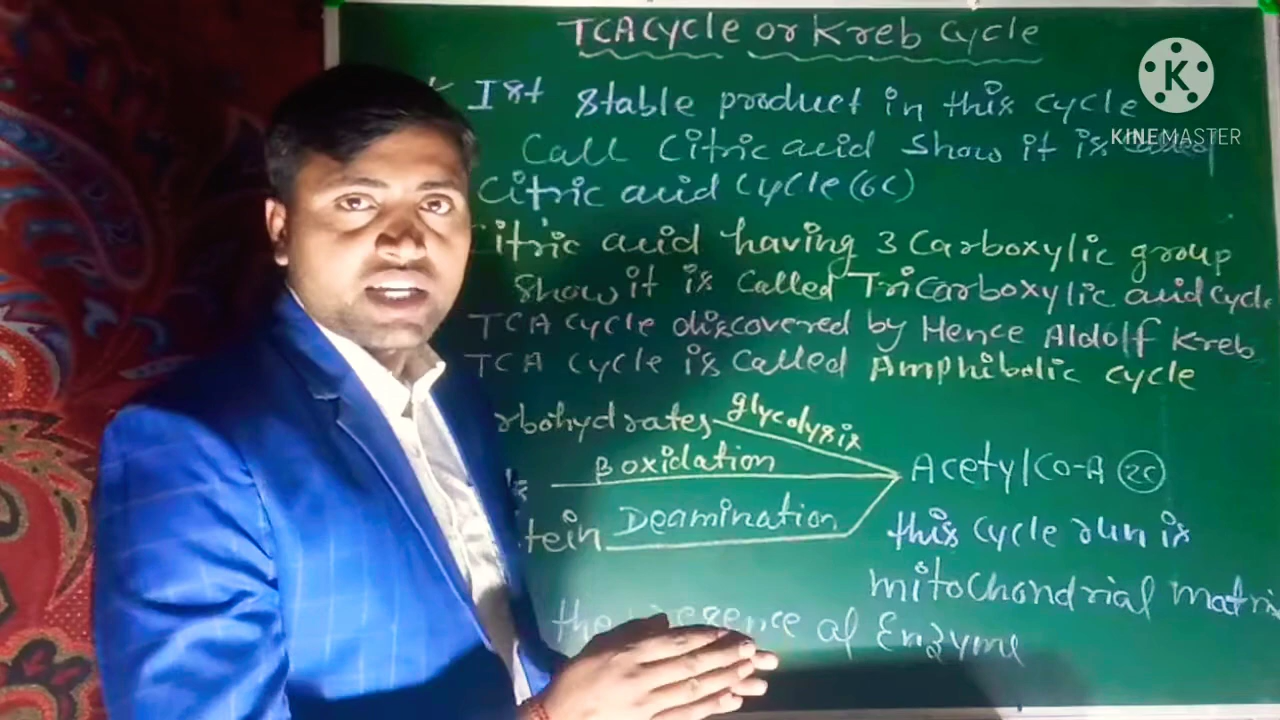 TCA Cycle or Kreb Cycle
Ist stable product in this cycle
Call Citric acid Show it is called
Citric acid cycle (6C)
Citric acid having 3 Carboxylic group
Show it is Called TriCarboxylic acid cycle
TCA cycle discovered by Hence Aldolf Kreb
TCA cycle is called Amphibolic cycle
rbohydrates glycolysis
B oxidation
Acetyl Co-A 2C
tein Deamination
this cycle run is
mitochondrial matri
the presence of Enzyme
K
KINEMASTER